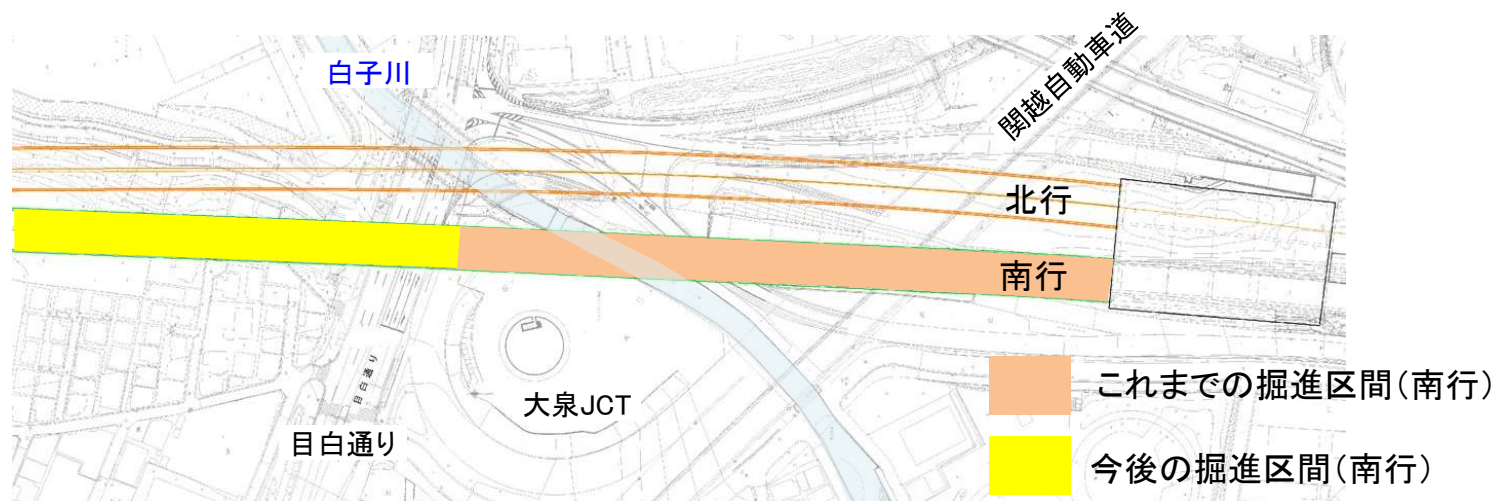 関越自動車道
白子川
北行
南行
目白通り
大泉JCT
目白通り
これまでの掘進区間(南行)
今後の掘進区間(南行)